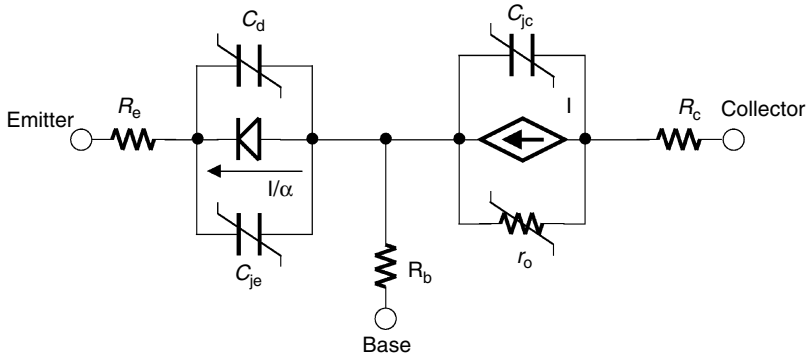 C_d
C_jc
Emitter
R_e
I
R_c
Collector
I/α
C_je
R_b
r_o
Base